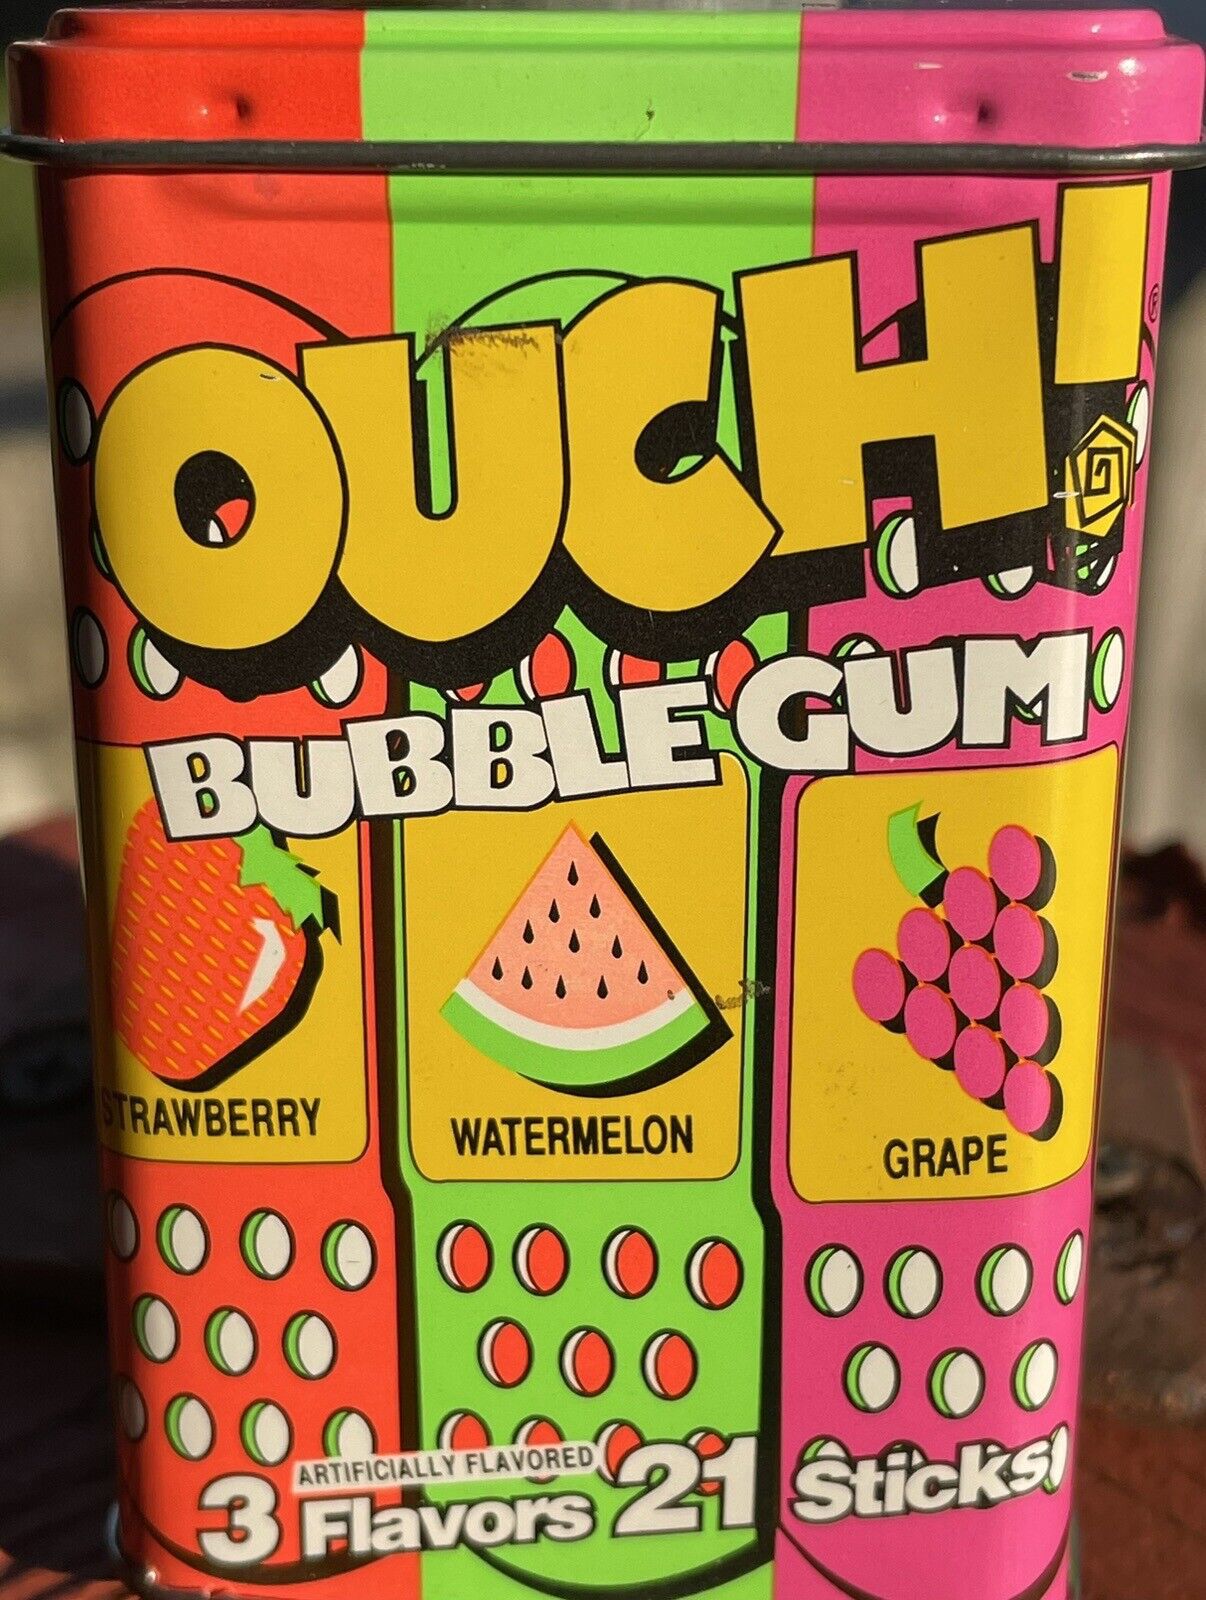 OUCH!®
BUBBLE GUM
STRAWBERRY
WATERMELON
GRAPE
ARTIFICIALLY FLAVORED
3 Flavors 21 Sticks!